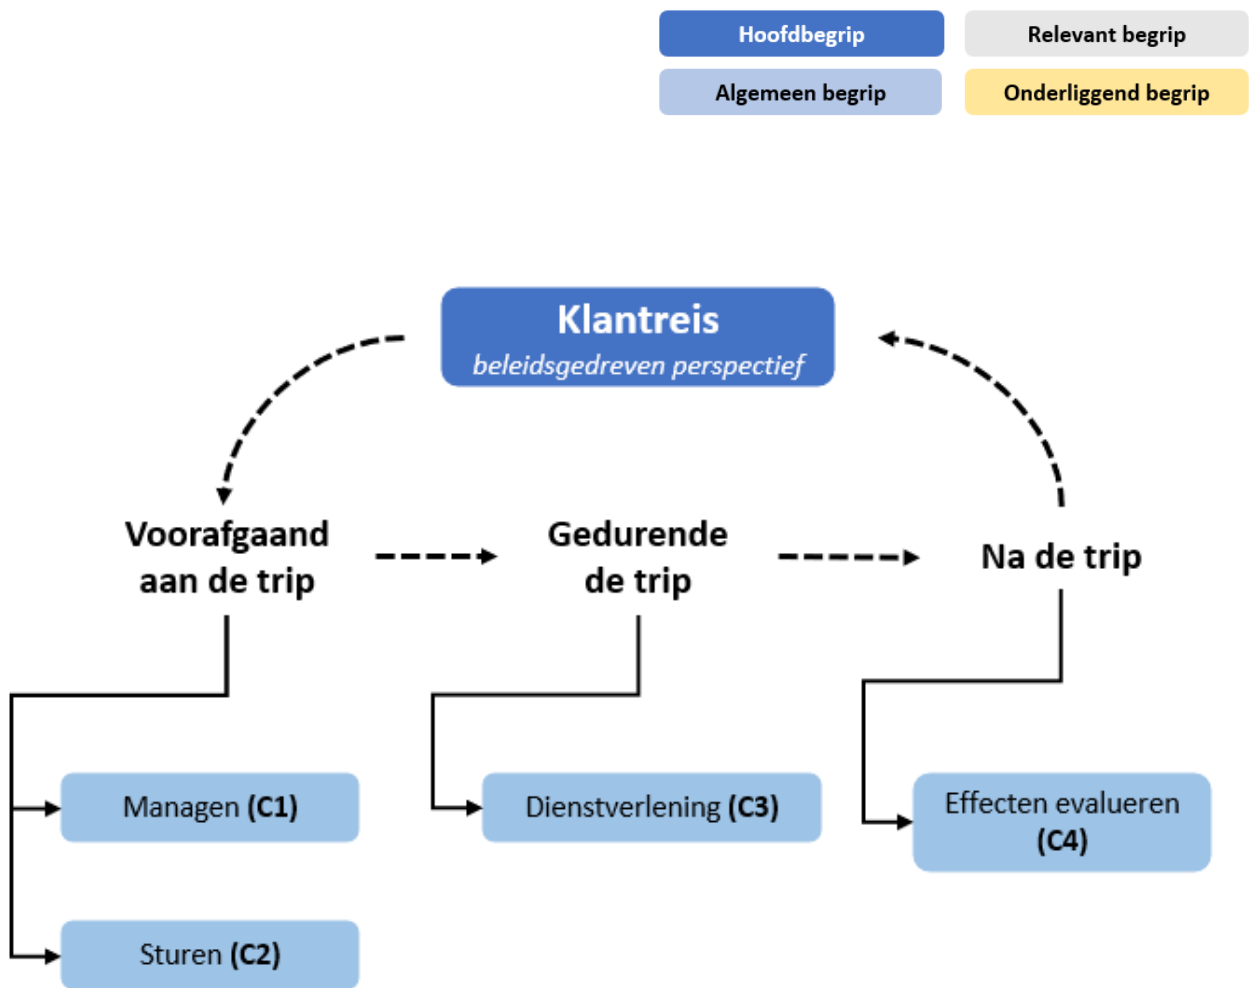 Hoofdbegrip
Relevant begrip
Algemeen begrip
Onderliggend begrip
Klantreis
beleidsgedreven perspectief
Voorafgaand
aan de trip
Gedurende
de trip
Na de trip
Managen (C1)
Dienstverlening (C3)
Effecten evalueren
(C4)
Sturen (C2)